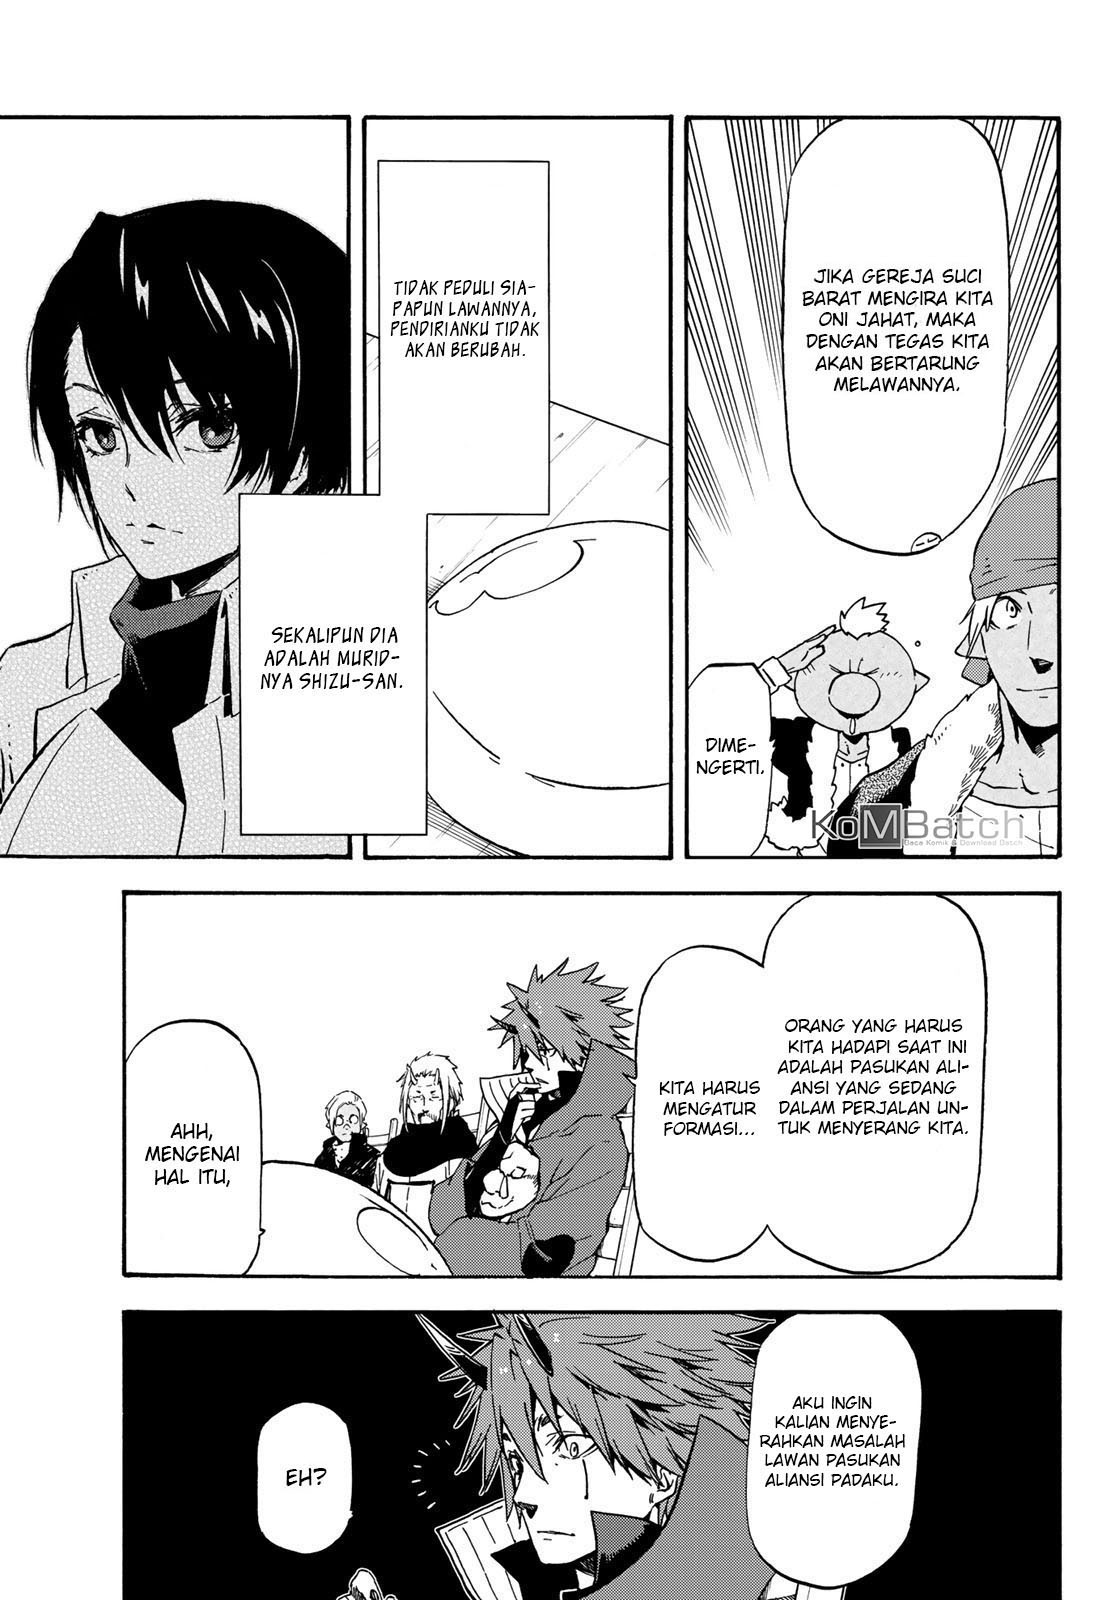 JIKA GEREJA SUCI
BARAT MENGIRA KITA
ONI JAHAT, MAKA
DENGAN TEGAS KITA
AKAN BERTARUNG
MELAWANNYA.
DIME-
NGERTI.
KoMBatch
Baca Komik & Download Batch
TIDAK PEDULI SIA-
PAPUN LAWANNYA,
PENDIRIANKU TIDAK
AKAN BERUBAH.
SEKALIPUN DIA
ADALAH MURID-
NYA SHIZU-SAN.
ORANG YANG HARUS
KITA HADAPI SAAT INI
ADALAH PASUKAN ALI-
ANSI YANG SEDANG
DALAM PERJALAN UN-
TUK MENYERANG KITA.
KITA HARUS
MENGATUR
FORMASI...
AHH,
MENGENAI
HAL ITU,
AKU INGIN
KALIAN MENYE-
RAHKAN MASALAH
LAWAN PASUKAN
ALIANSI PADAKU.
EH?